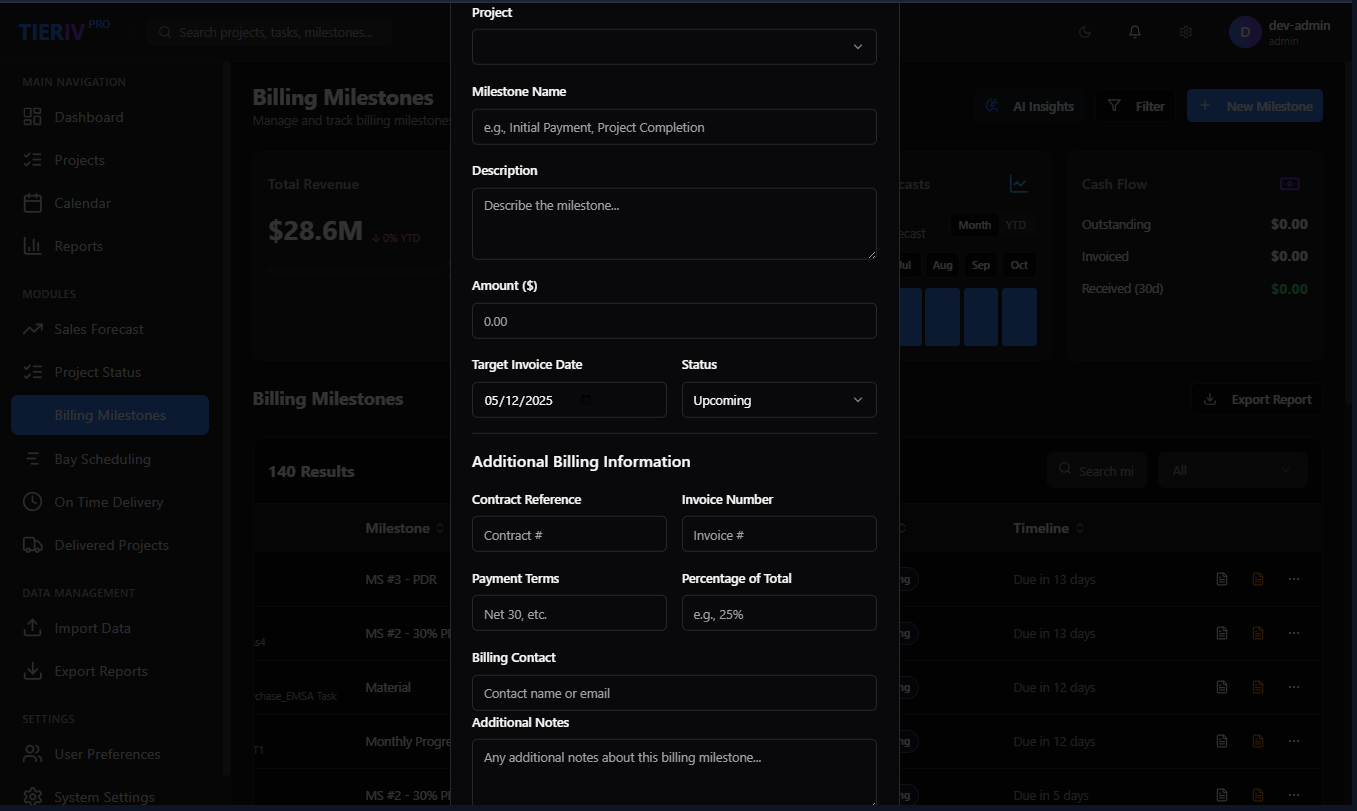 TIERIV PRO
Search projects, tasks, milestones...
dev-admin
admin
D
MAIN NAVIGATION
Dashboard
Projects
Calendar
Reports
MODULES
Sales Forecast
Project Status
Billing Milestones
Bay Scheduling
On Time Delivery
Delivered Projects
DATA MANAGEMENT
Import Data
Export Reports
SETTINGS
User Preferences
System Settings
Billing Milestones
Manage and track billing milestones
AI Insights
Filter
New Milestone
Total Revenue
$28.6M
0% YTD
casts
ecast
Month YTD
Jul Aug Sep Oct
Cash Flow
Outstanding $0.00
Invoiced $0.00
Received (30d) $0.00
Billing Milestones
Export Report
140 Results
Search mi
All
Milestone Timeline
MS #3 - PDR ng Due in 13 days
s4 MS #2 - 30% P ng Due in 13 days
chase_EMSA Task Material ng Due in 12 days
T1 Monthly Progre ng Due in 12 days
MS #2 - 30% P ng Due in 5 days
Project
Milestone Name
e.g., Initial Payment, Project Completion
Description
Describe the milestone...
Amount ($)
0.00
Target Invoice Date Status
05/12/2025 Upcoming
Additional Billing Information
Contract Reference Invoice Number
Contract # Invoice #
Payment Terms Percentage of Total
Net 30, etc. e.g., 25%
Billing Contact
Contact name or email
Additional Notes
Any additional notes about this billing milestone...